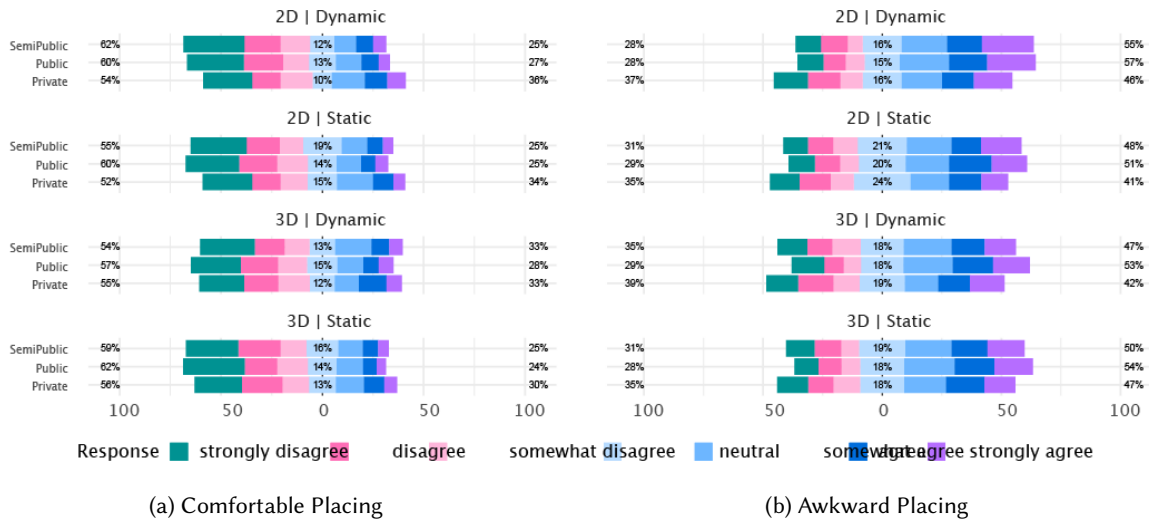 2D | Dynamic 2D | Dynamic
SemiPublic 62% 12% 25% 28% 16% 55%
Public 60% 13% 27% 28% 15% 57%
Private 54% 10% 36% 37% 16% 46%
2D | Static 2D | Static
SemiPublic 55% 19% 25% 31% 21% 48%
Public 60% 14% 25% 29% 20% 51%
Private 52% 15% 34% 35% 24% 41%
3D | Dynamic 3D | Dynamic
SemiPublic 54% 13% 33% 35% 18% 47%
Public 57% 15% 28% 29% 18% 53%
Private 55% 12% 33% 39% 19% 42%
3D | Static 3D | Static
SemiPublic 59% 16% 25% 31% 19% 50%
Public 62% 14% 24% 28% 18% 54%
Private 56% 13% 30% 35% 18% 47%
100 50 0 50 100 100 50 0 50 100
Response strongly disagree disagree somewhat disagree neutral somewhat agree agree strongly agree
(a) Comfortable Placing (b) Awkward Placing